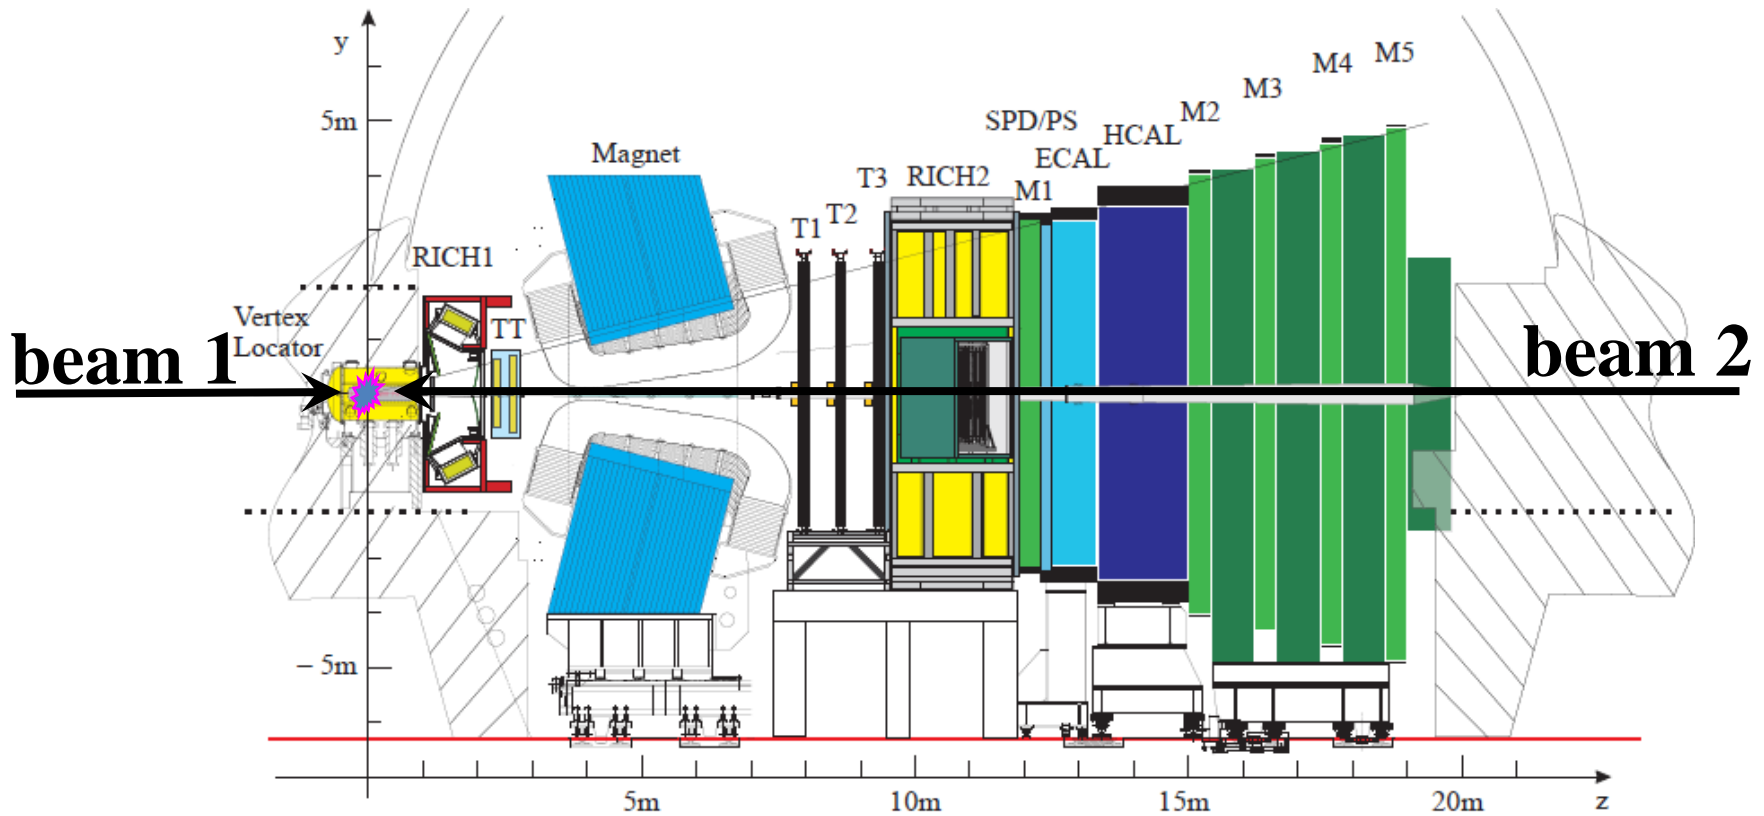 y
M5
M4
M3
M2
5m
SPD/PS
HCAL
Magnet
ECAL
T3
RICH2
M1
T2
T1
RICH1
Vertex
Locator
TT
beam 1
beam 2
− 5m
5m
10m
15m
20m
z